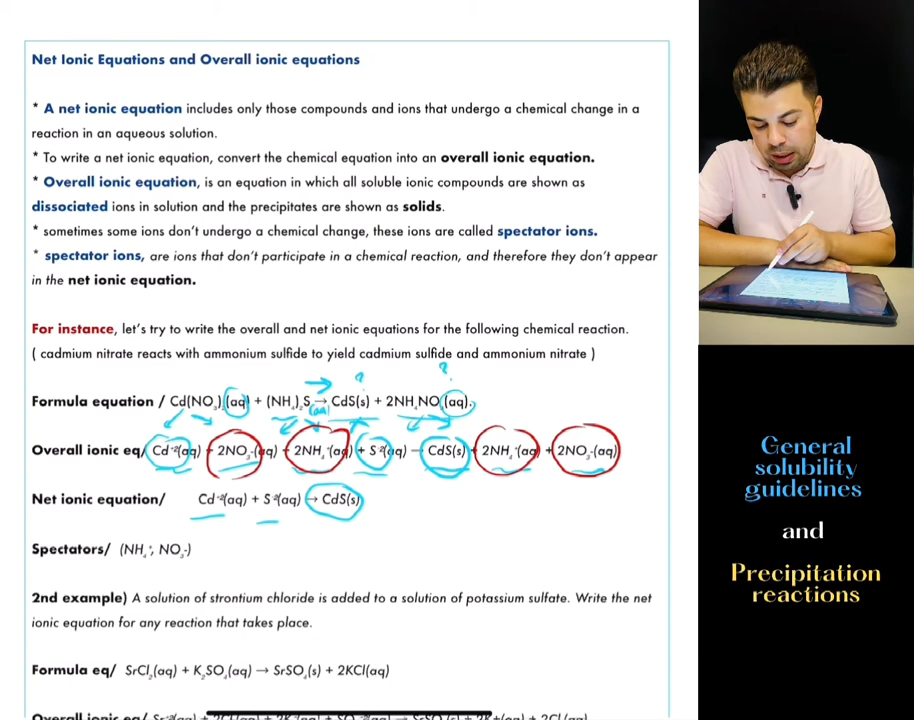 Net Ionic Equations and Overall ionic equations
* A net ionic equation includes only those compounds and ions that undergo a chemical change in a
reaction in an aqueous solution.
* To write a net ionic equation, convert the chemical equation into an overall ionic equation.
* Overall ionic equation, is an equation in which all soluble ionic compounds are shown as
dissociated ions in solution and the precipitates are shown as solids.
* sometimes some ions don't undergo a chemical change, these ions are called spectator ions.
* spectator ions, are ions that don't participate in a chemical reaction, and therefore they don't appear
in the net ionic equation.
For instance, let's try to write the overall and net ionic equations for the following chemical reaction.
( cadmium nitrate reacts with ammonium sulfide to yield cadmium sulfide and ammonium nitrate )
? ?
Formula equation / Cd(NO₃)₂(aq) + (NH₄)₂S → CdS(s) + 2NH₄NO₃(aq).
(aq)
Overall ionic eq/ Cd⁺²(aq) + 2NO₃⁻(aq) + 2NH₄⁺(aq) + S⁻²(aq) → CdS(s) + 2NH₄⁺(aq) + 2NO₃⁻(aq)
Net ionic equation/ Cd⁺²(aq) + S⁻²(aq) → CdS(s)
Spectators/ (NH₄⁺, NO₃-)
2nd example) A solution of strontium chloride is added to a solution of potassium sulfate. Write the net
ionic equation for any reaction that takes place.
Formula eq/ SrCl₂(aq) + K₂SO₄(aq) → SrSO₄(s) + 2KCl(aq)
Overall ionic eq/
General
solubility
guidelines
and
Precipitation
reactions